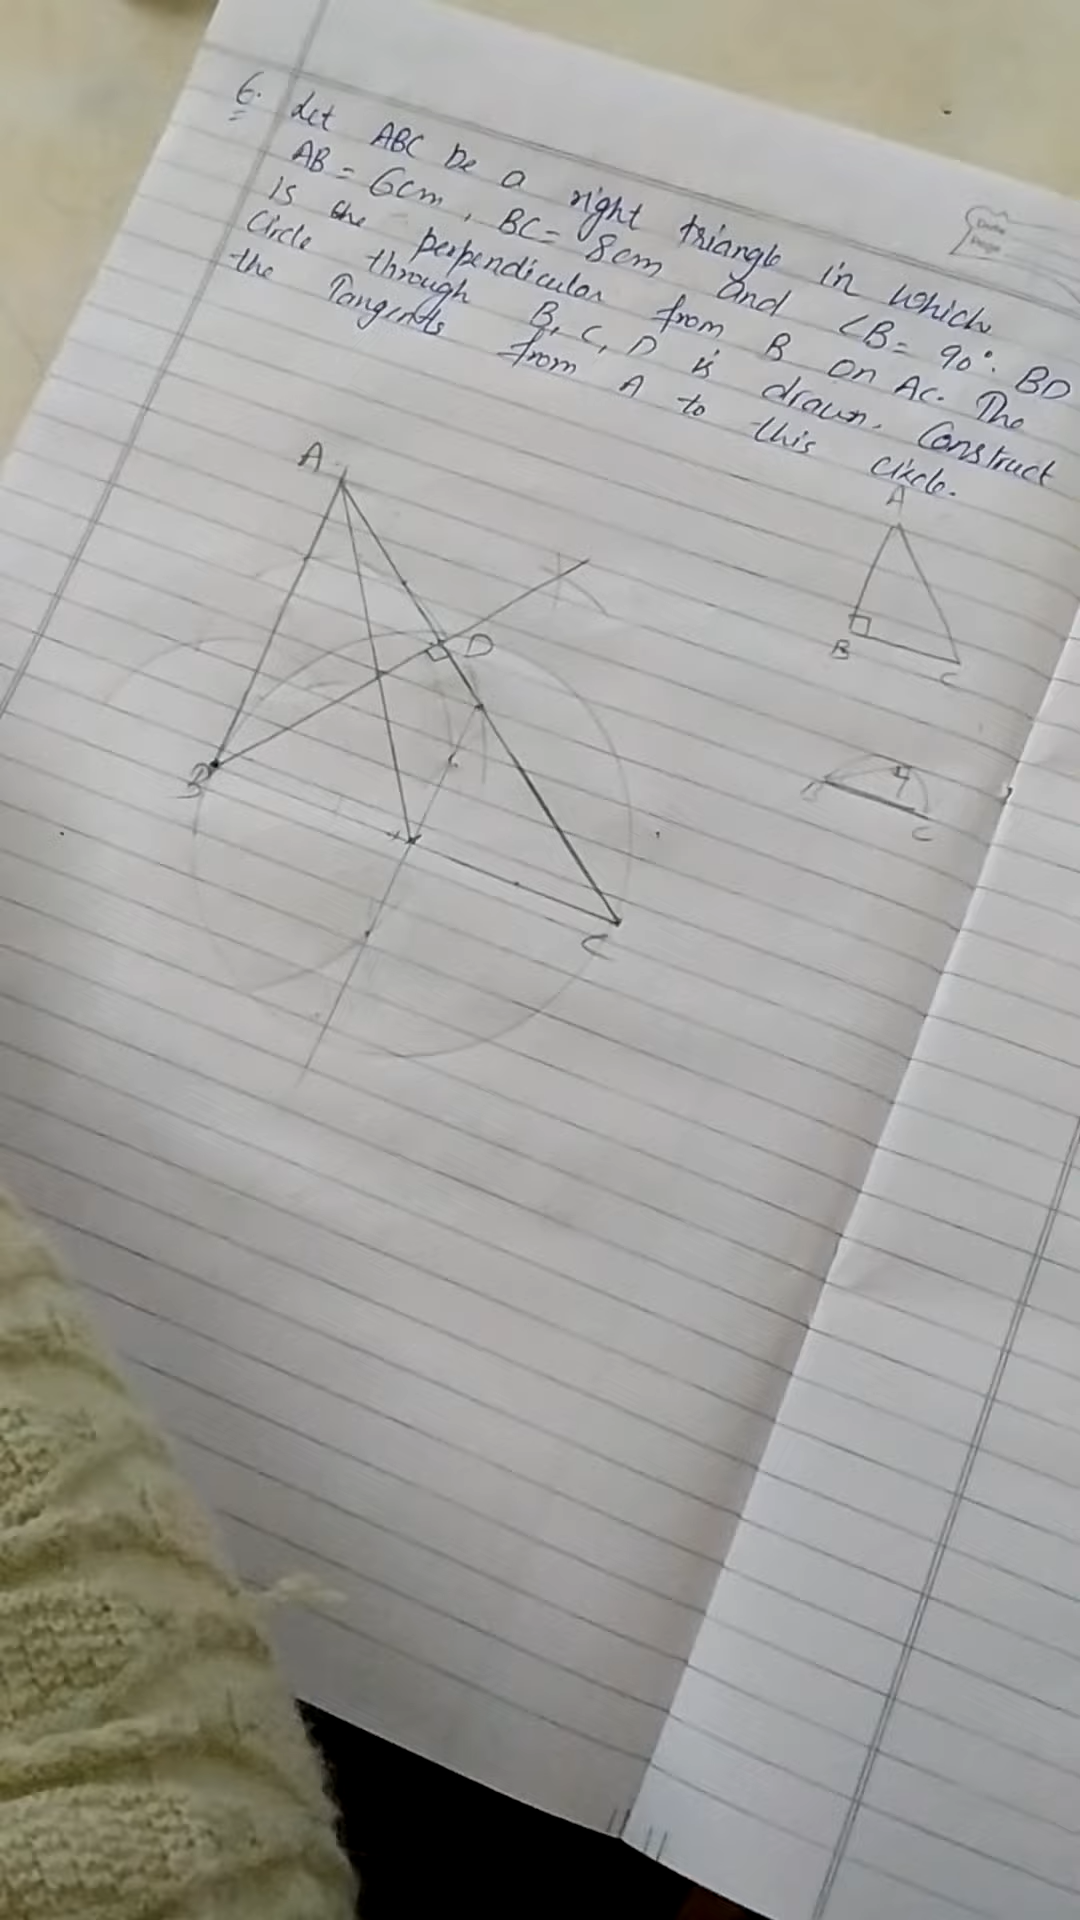 6. Let ABC be a right triangle in which
AB = 6cm, BC = 8cm and ∠B = 90°. BD
is the perpendicular from B on AC. The
Circle through B, C, D is drawn. Construct
the Tangents from A to this circle.
A
A
B
C
D
B
B
C
C